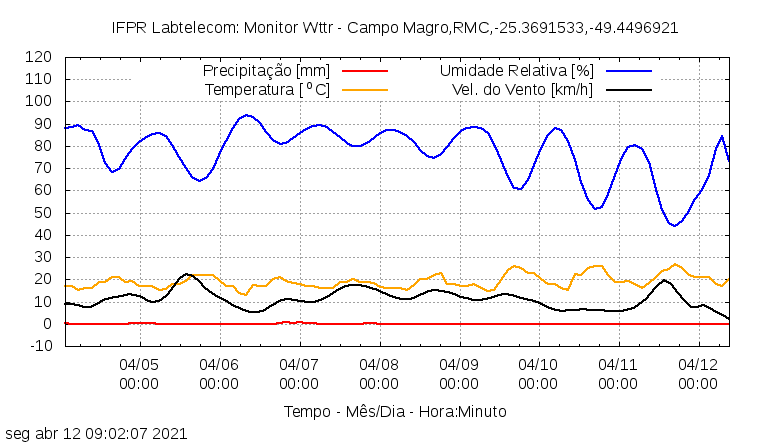 IFPR Labtelecom: Monitor Wttr - Campo Magro,RMC,-25.3691533,-49.4496921
120
110
100
90
80
70
60
50
40
30
20
10
0
-10
Precipitação [mm]
Umidade Relativa [%]
Temperatura [⁰C]
Vel. do Vento [km/h]
04/05 04/06 04/07 04/08 04/09 04/10 04/11 04/12
00:00 00:00 00:00 00:00 00:00 00:00 00:00 00:00
Tempo - Mês/Dia - Hora:Minuto
seg abr 12 09:02:07 2021